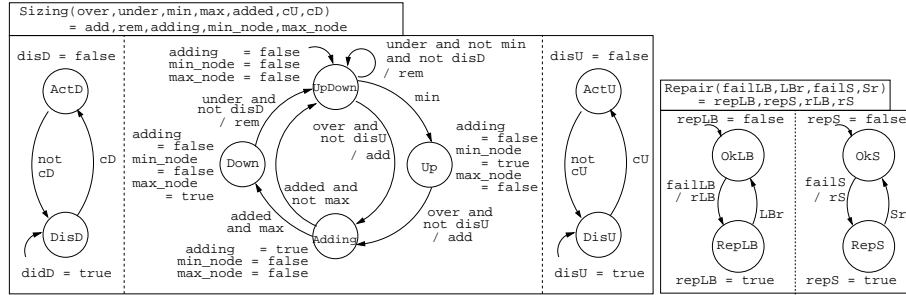 Sizing(over,under,min,max,added,cU,cD)
= add,rem,adding,min_node,max_node
disD = false
ActD
not
cD
cD
DisD
didD = true
adding = false
min_node = false
max_node = false
UpDown
under and not min
and not disD
/ rem
under and
not disD
/ rem
min
over and
not disU
/ add
adding
= false
min_node
= false
max_node
= true
Down
Up
adding
= false
min_node
= true
max_node
= false
added and
not max
added
and max
over and
not disU
/ add
Adding
adding = true
min_node = false
max_node = false
disU = false
ActU
not
cU
cU
DisU
disU = true
Repair(failLB,LBr,failS,Sr)
= repLB,repS,rLB,rS
repLB = false
OkLB
failLB
/ rLB
LBr
RepLB
repLB = true
repS = false
OkS
failS
/ rS
Sr
RepS
repS = true